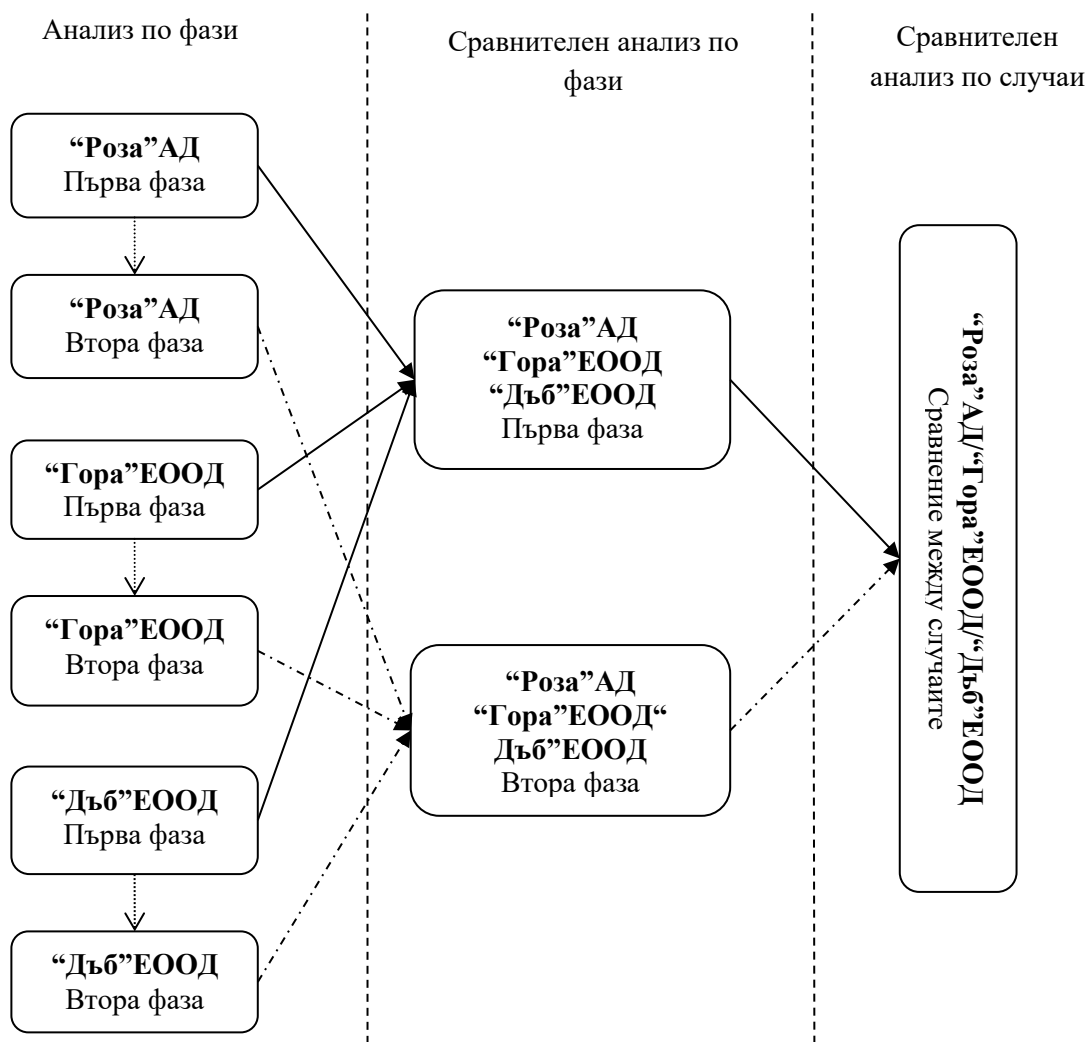 Анализ по фази
Сравнителен анализ по
фази
Сравнителен
анализ по случаи
“Роза”АД
Първа фаза
“Роза”АД
Втора фаза
“Гора”ЕООД
Първа фаза
“Гора”ЕООД
Втора фаза
“Дъб”ЕООД
Първа фаза
“Дъб”ЕООД
Втора фаза
“Роза”АД
“Гора”ЕООД
“Дъб”ЕООД
Първа фаза
“Роза”АД
“Гора”ЕООД“
Дъб”ЕООД
Втора фаза
“Роза”АД/“Гора”ЕООД/“Дъб”ЕООД
Сравнение между случаите